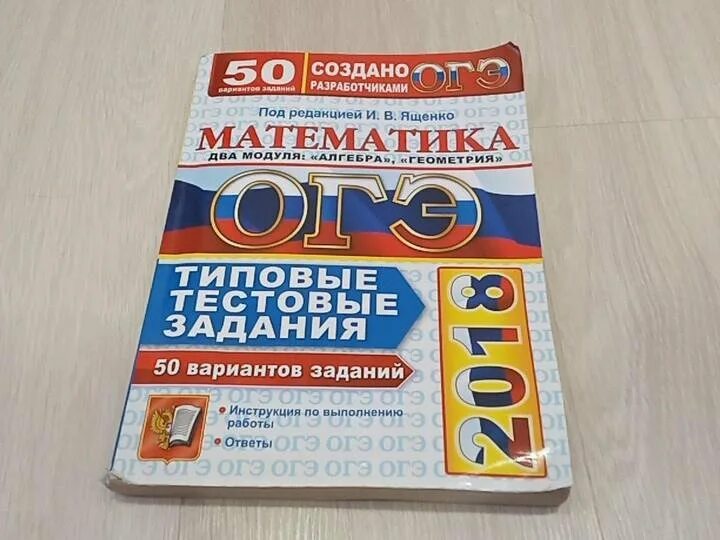 50
вариантов заданий
СОЗДАНО
РАЗРАБОТЧИКАМИ
ОГЭ
Под редакцией И. В. Ященко
МАТЕМАТИКА
ДВА МОДУЛЯ: «АЛГЕБРА», «ГЕОМЕТРИЯ»
ОГЭ
ТИПОВЫЕ
ТЕСТОВЫЕ
ЗАДАНИЯ
2018
50 вариантов заданий
• Инструкция по выполнению
работы
• Ответы